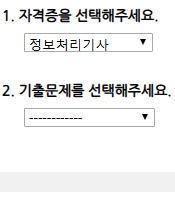 1. 자격증을 선택해주세요.
정보처리기사
2. 기출문제를 선택해주세요.
------------